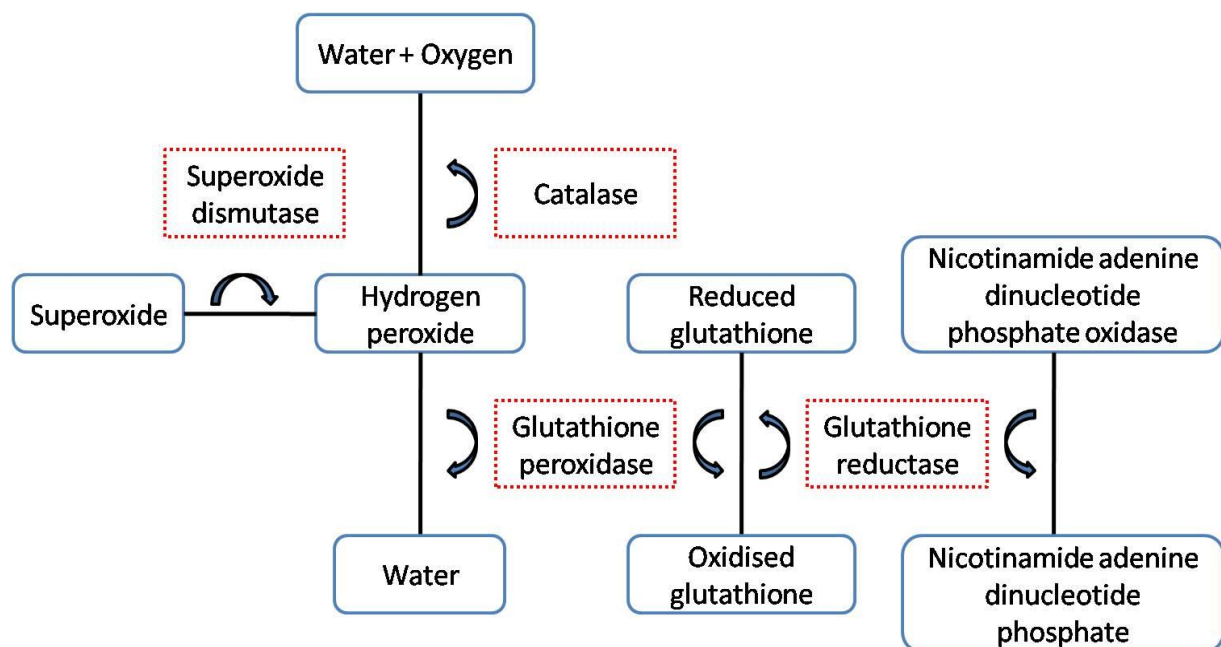 Water + Oxygen
Superoxide
dismutase
Catalase
Superoxide
Hydrogen
peroxide
Reduced
glutathione
Nicotinamide adenine
dinucleotide
phosphate oxidase
Glutathione
peroxidase
Glutathione
reductase
Water
Oxidised
glutathione
Nicotinamide adenine
dinucleotide
phosphate